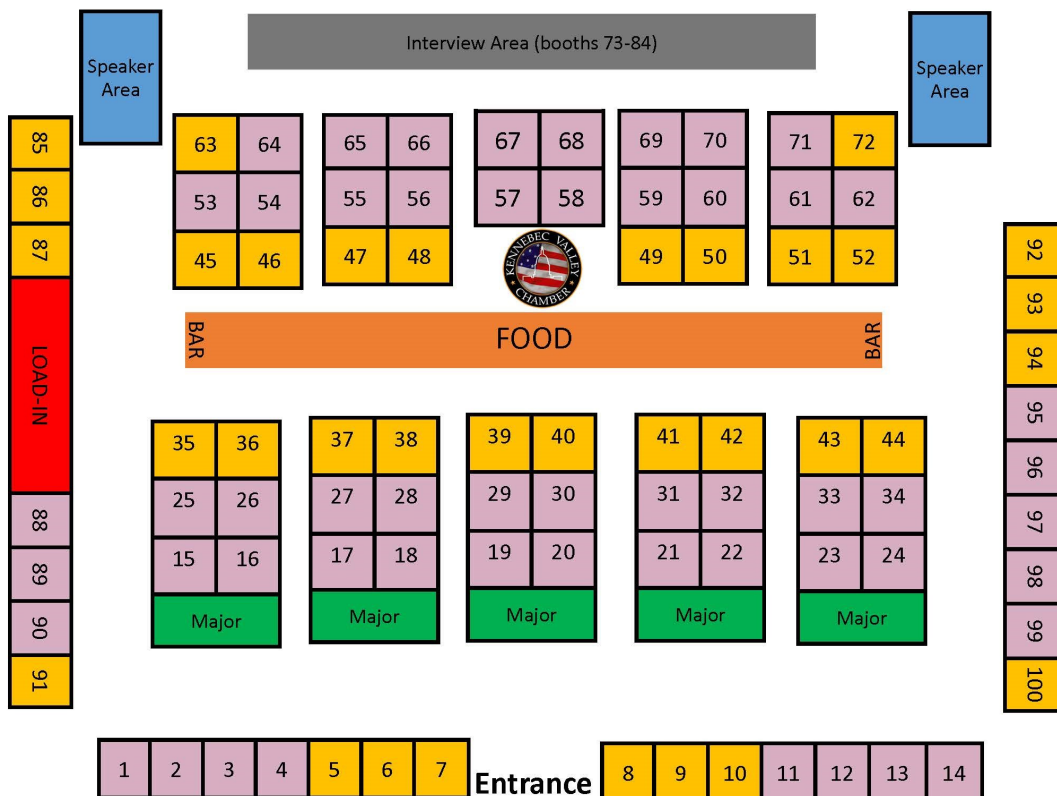 Interview Area (booths 73-84)
Speaker
Area
Speaker
Area
63 64 65 66 67 68 69 70 71 72
53 54 55 56 57 58 59 60 61 62
45 46 47 48 49 50 51 52
KENNEBEC VALLEY
CHAMBER
85
86
87
LOAD-IN
88
89
90
91
92
93
94
95
96
97
98
99
100
BAR FOOD BAR
35 36 37 38 39 40 41 42 43 44
25 26 27 28 29 30 31 32 33 34
15 16 17 18 19 20 21 22 23 24
Major Major Major Major Major
1 2 3 4 5 6 7 Entrance 8 9 10 11 12 13 14